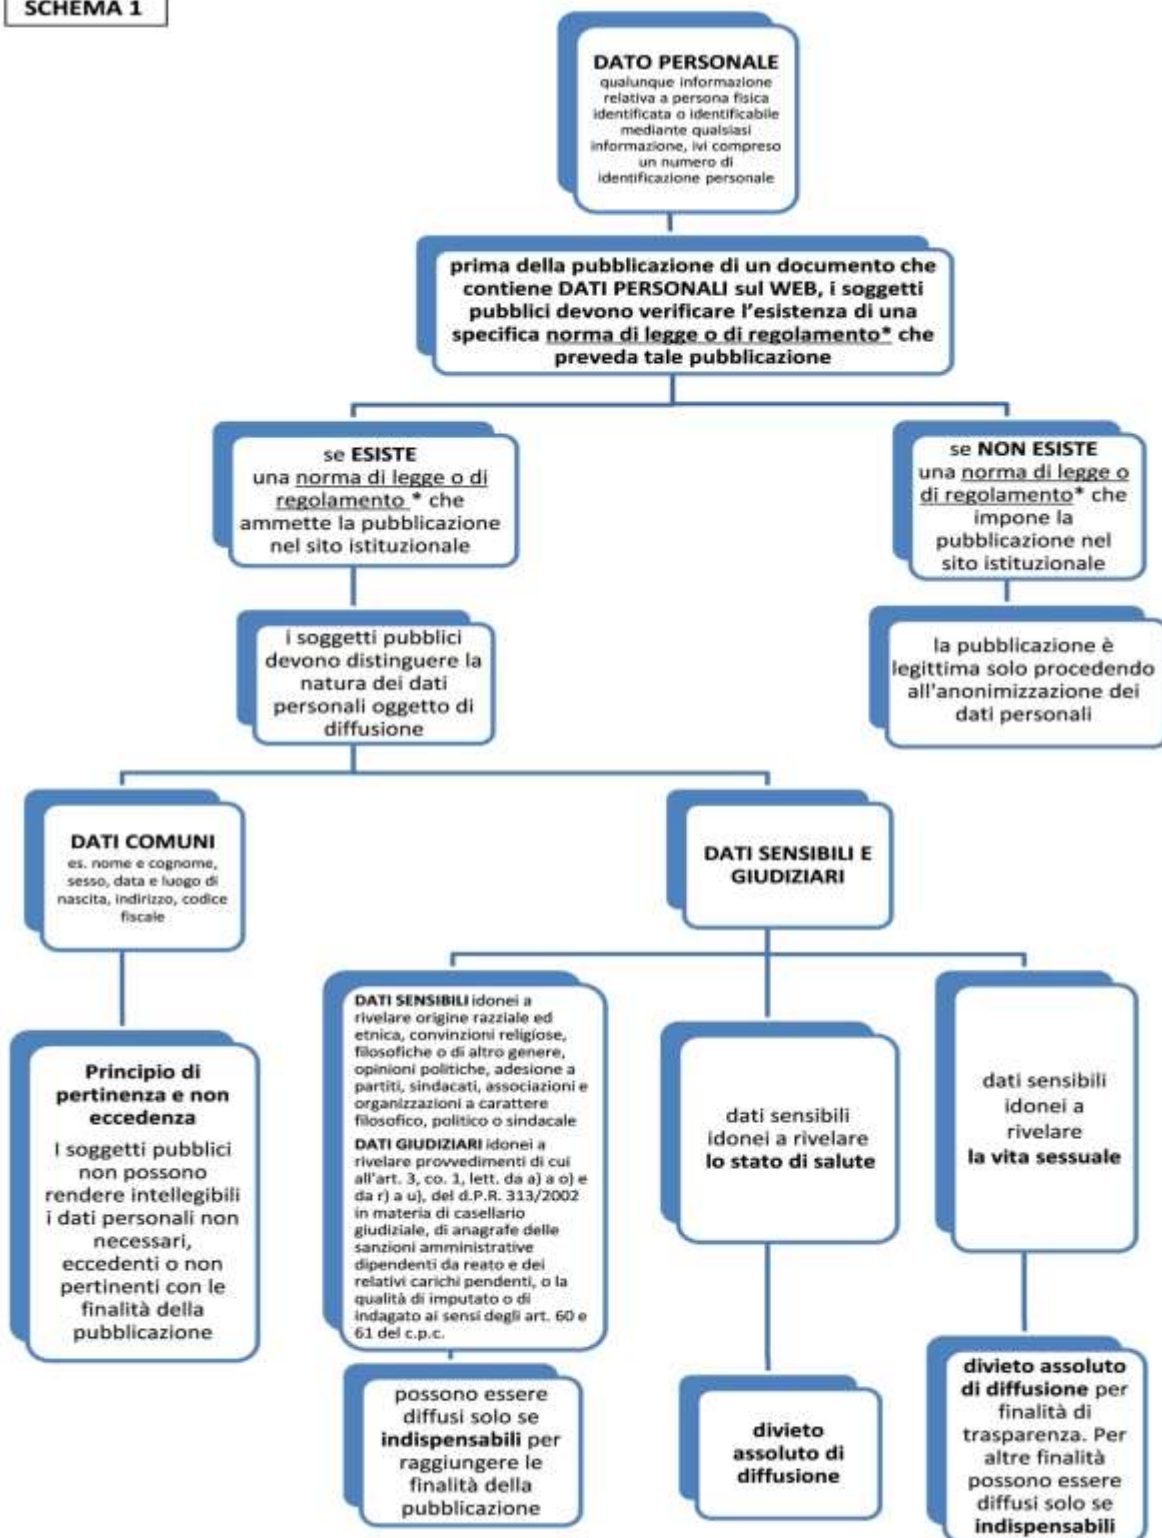 SCHEMA 1
DATO PERSONALE
qualunque informazione
relativa a persona fisica
identificata o identificabile
mediante qualsiasi
informazione, ivi compreso
un numero di
identificazione personale
prima della pubblicazione di un documento che
contiene DATI PERSONALI sul WEB, i soggetti
pubblici devono verificare l'esistenza di una
specifica norma di legge o di regolamento* che
preveda tale pubblicazione
se ESISTE
una norma di legge o di
regolamento * che
ammette la pubblicazione
nel sito istituzionale
se NON ESISTE
una norma di legge o
di regolamento* che
impone la
pubblicazione nel
sito istituzionale
i soggetti pubblici
devono distinguere la
natura dei dati
personali oggetto di
diffusione
la pubblicazione è
legittima solo procedendo
all'anonimizzazione dei
dati personali
DATI COMUNI
es. nome e cognome,
sesso, data e luogo di
nascita, indirizzo, codice
fiscale
DATI SENSIBILI E
GIUDIZIARI
Principio di
pertinenza e non
eccedenza
I soggetti pubblici
non possono
rendere intellegibili
i dati personali non
necessari,
eccedenti o non
pertinenti con le
finalità della
pubblicazione
DATI SENSIBILI idonei a
rivelare origine razziale ed
etnica, convinzioni religiose,
filosofiche o di altro genere,
opinioni politiche, adesione a
partiti, sindacati, associazioni e
organizzazioni a carattere
filosofico, politico o sindacale
DATI GIUDIZIARI idonei a
rivelare provvedimenti di cui
all'art. 3, co. 1, lett. da a) a o) e
da r) a u), del d.P.R. 313/2002
in materia di casellario
giudiziale, di anagrafe delle
sanzioni amministrative
dipendenti da reato e dei
relativi carichi pendenti, o la
qualità di imputato o di
indagato ai sensi degli art. 60 e
61 del c.p.c.
dati sensibili
idonei a rivelare
lo stato di salute
dati sensibili
idonei a
rivelare
la vita sessuale
possono essere
diffusi solo se
indispensabili per
raggiungere le
finalità della
pubblicazione
divieto
assoluto di
diffusione
divieto assoluto
di diffusione per
finalità di
trasparenza. Per
altre finalità
possono essere
diffusi solo se
indispensabili